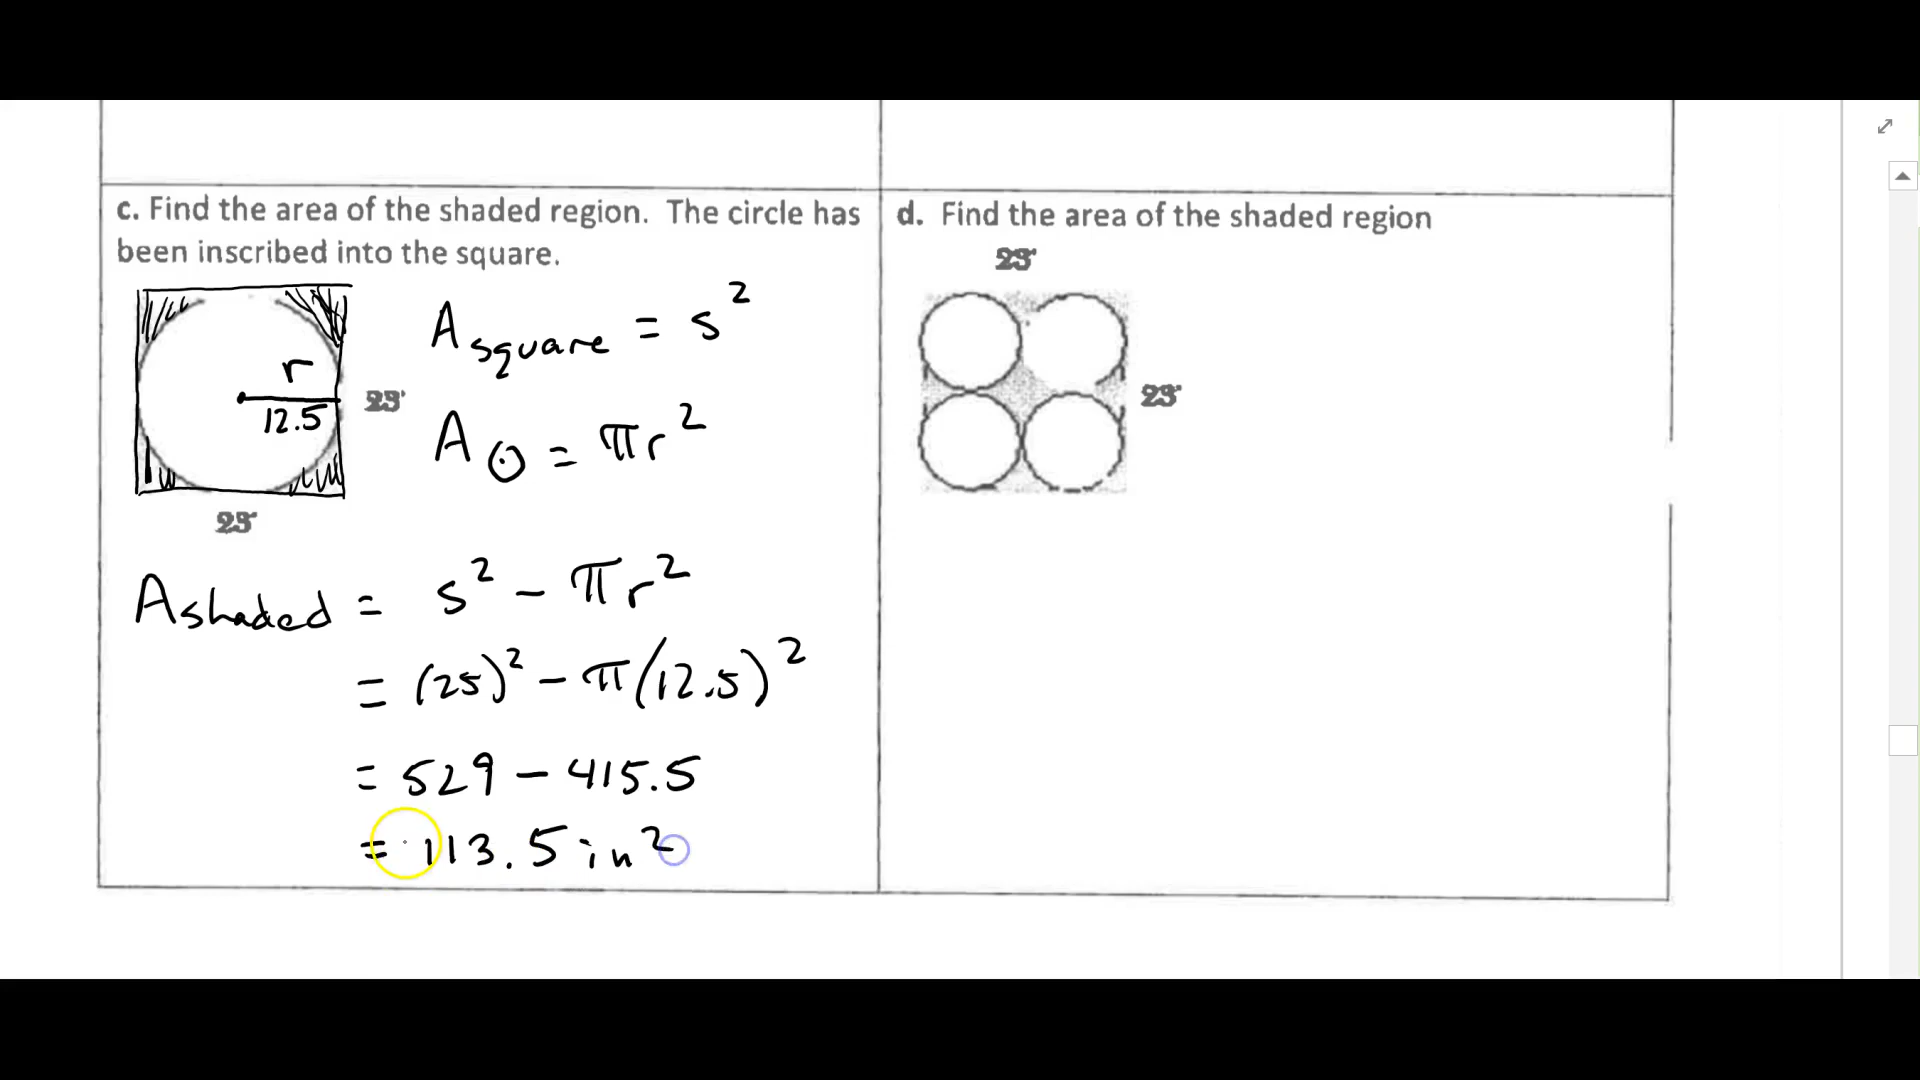 c. Find the area of the shaded region. The circle has
been inscribed into the square.
r
12.5
23"
23"
A square = s²
A⊙ = πr²
A shaded = s² - πr²
= (25)² - π(12.5)²
= 529 - 415.5
= 113.5 in²
d. Find the area of the shaded region
23"
23"